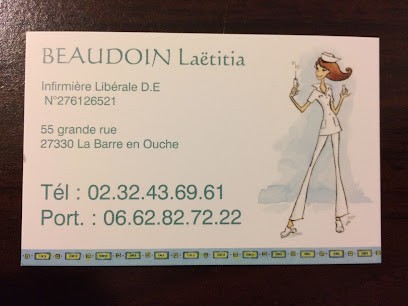 BEAUDOIN Laëtitia
Infirmière Libérale D.E
N°276126521
55 grande rue
27330 La Barre en Ouche
Tél : 02.32.43.69.61
Port. : 06.62.82.72.22